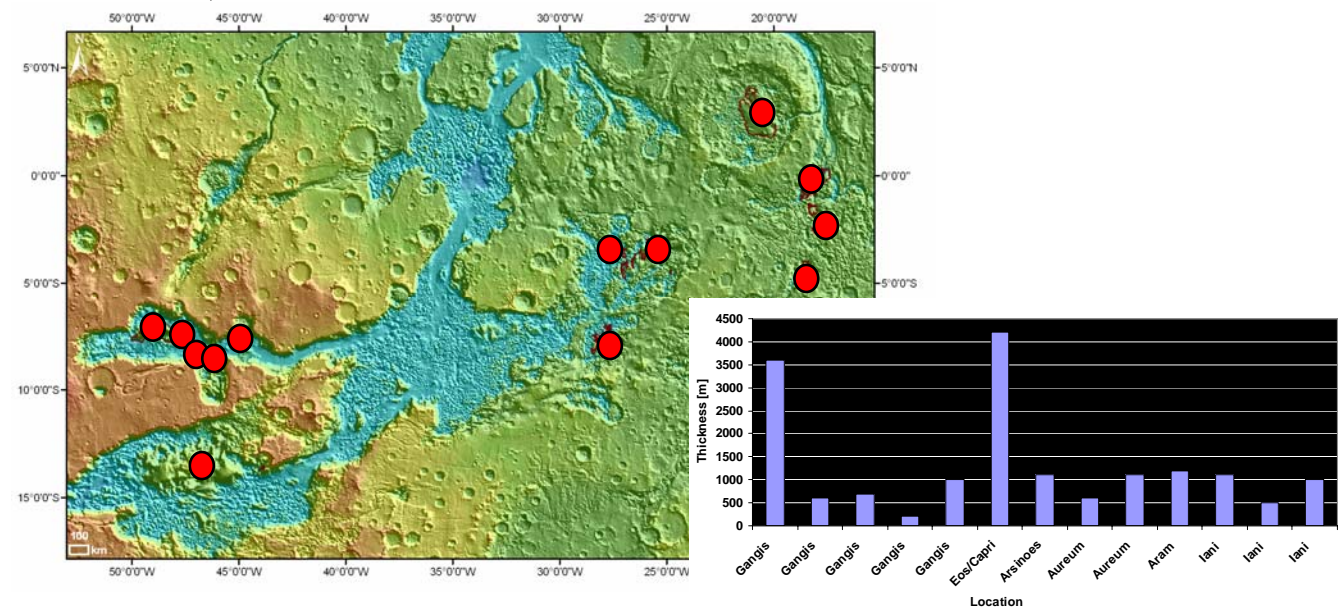 50°0'0"W 45°0'0"W 40°0'0"W 35°0'0"W 30°0'0"W 25°0'0"W 20°0'0"W
N
5°0'0"N 5°0'0"N
0°0'0" 0°0'0"
5°0'0"S 5°0'0"S
10°0'0"S
15°0'0"S
100
km
50°0'0"W 45°0'0"W 40°0'0"W 35°0'0"W 30°0'0"W 25°0'0"W
Thickness [m]
4500
4000
3500
3000
2500
2000
1500
1000
500
0
Gangis Gangis Gangis Gangis Gangis Eos/Capri Arsinoes Aureum Aureum Aram Iani Iani Iani
Location